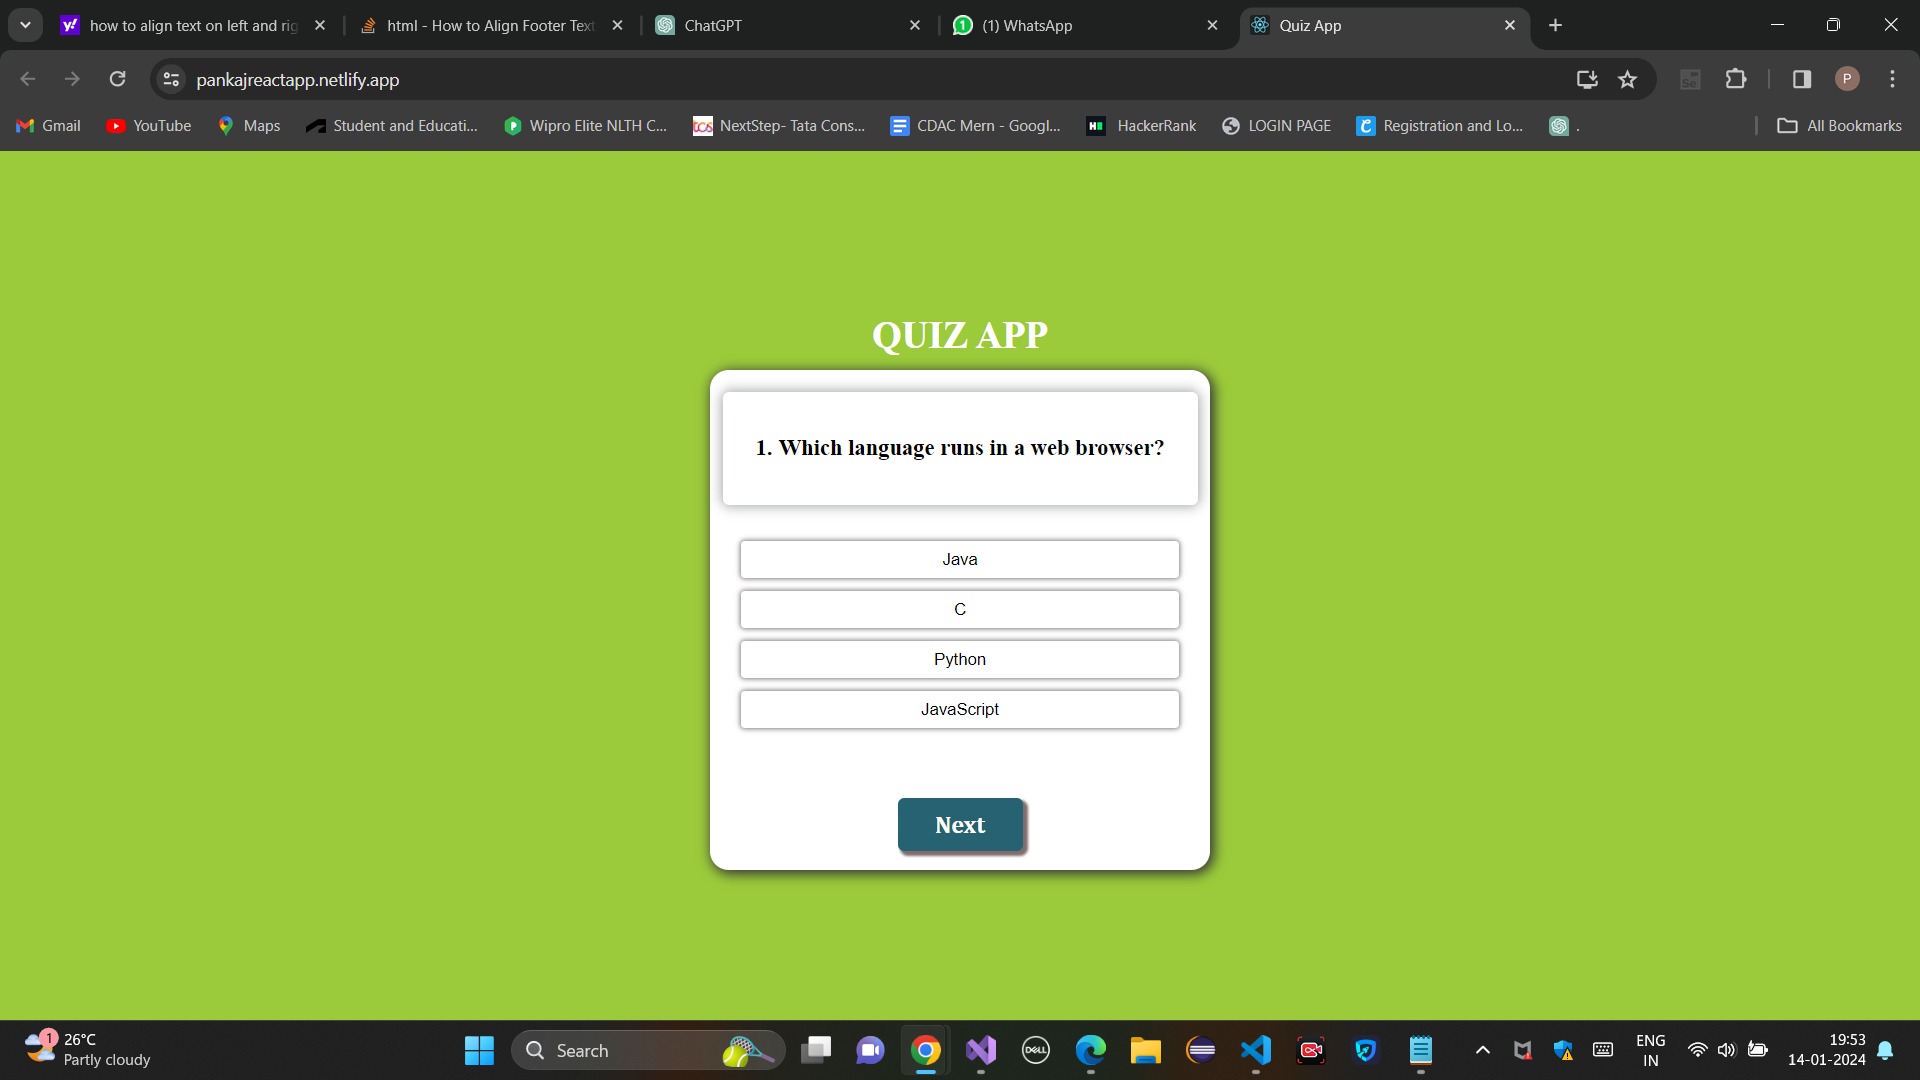 how to align text on left and rig
html - How to Align Footer Text
ChatGPT
(1) WhatsApp
Quiz App
pankajreactapp.netlify.app
P
Gmail
YouTube
Maps
Student and Educati...
Wipro Elite NLTH C...
NextStep- Tata Cons...
CDAC Mern - Googl...
HackerRank
LOGIN PAGE
Registration and Lo...
.
All Bookmarks
QUIZ APP
1. Which language runs in a web browser?
Java
C
Python
JavaScript
Next
1
26°C
Partly cloudy
Search
DELL
ENG
IN
19:53
14-01-2024